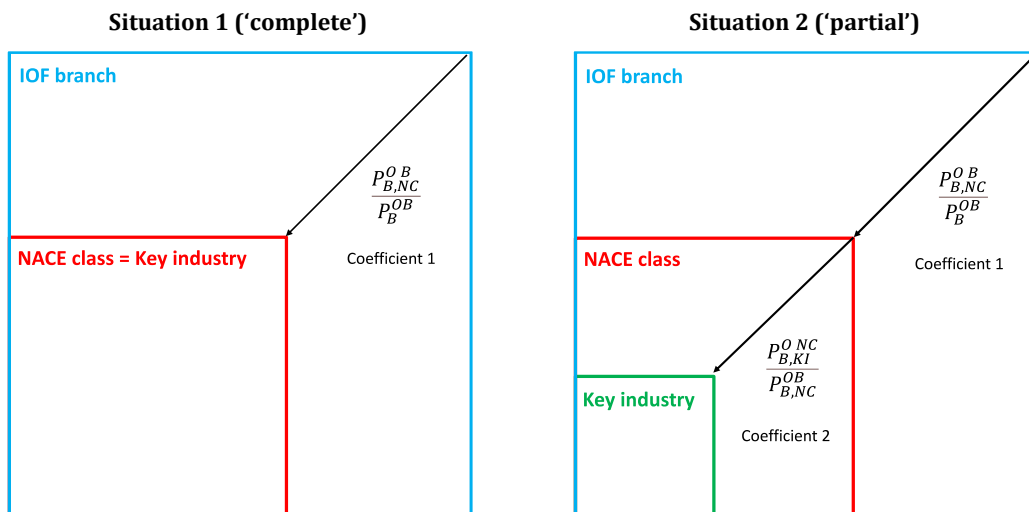 Situation 1 (‘complete’)
IOF branch
P^{O B}_{B,NC}
P^{OB}_{B}
NACE class = Key industry
Coefficient 1
Situation 2 (‘partial’)
IOF branch
P^{O B}_{B,NC}
P^{OB}_{B}
NACE class
Coefficient 1
P^{O NC}_{B,KI}
P^{OB}_{B,NC}
Key industry
Coefficient 2